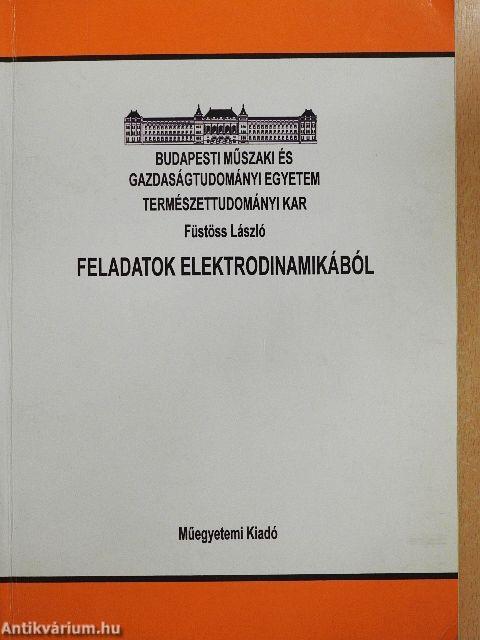 BUDAPESTI MŰSZAKI ÉS
GAZDASÁGTUDOMÁNYI EGYETEM
TERMÉSZETTUDOMÁNYI KAR
Füstöss László
FELADATOK ELEKTRODINAMIKÁBÓL
Műegyetemi Kiadó
Antikvárium.hu